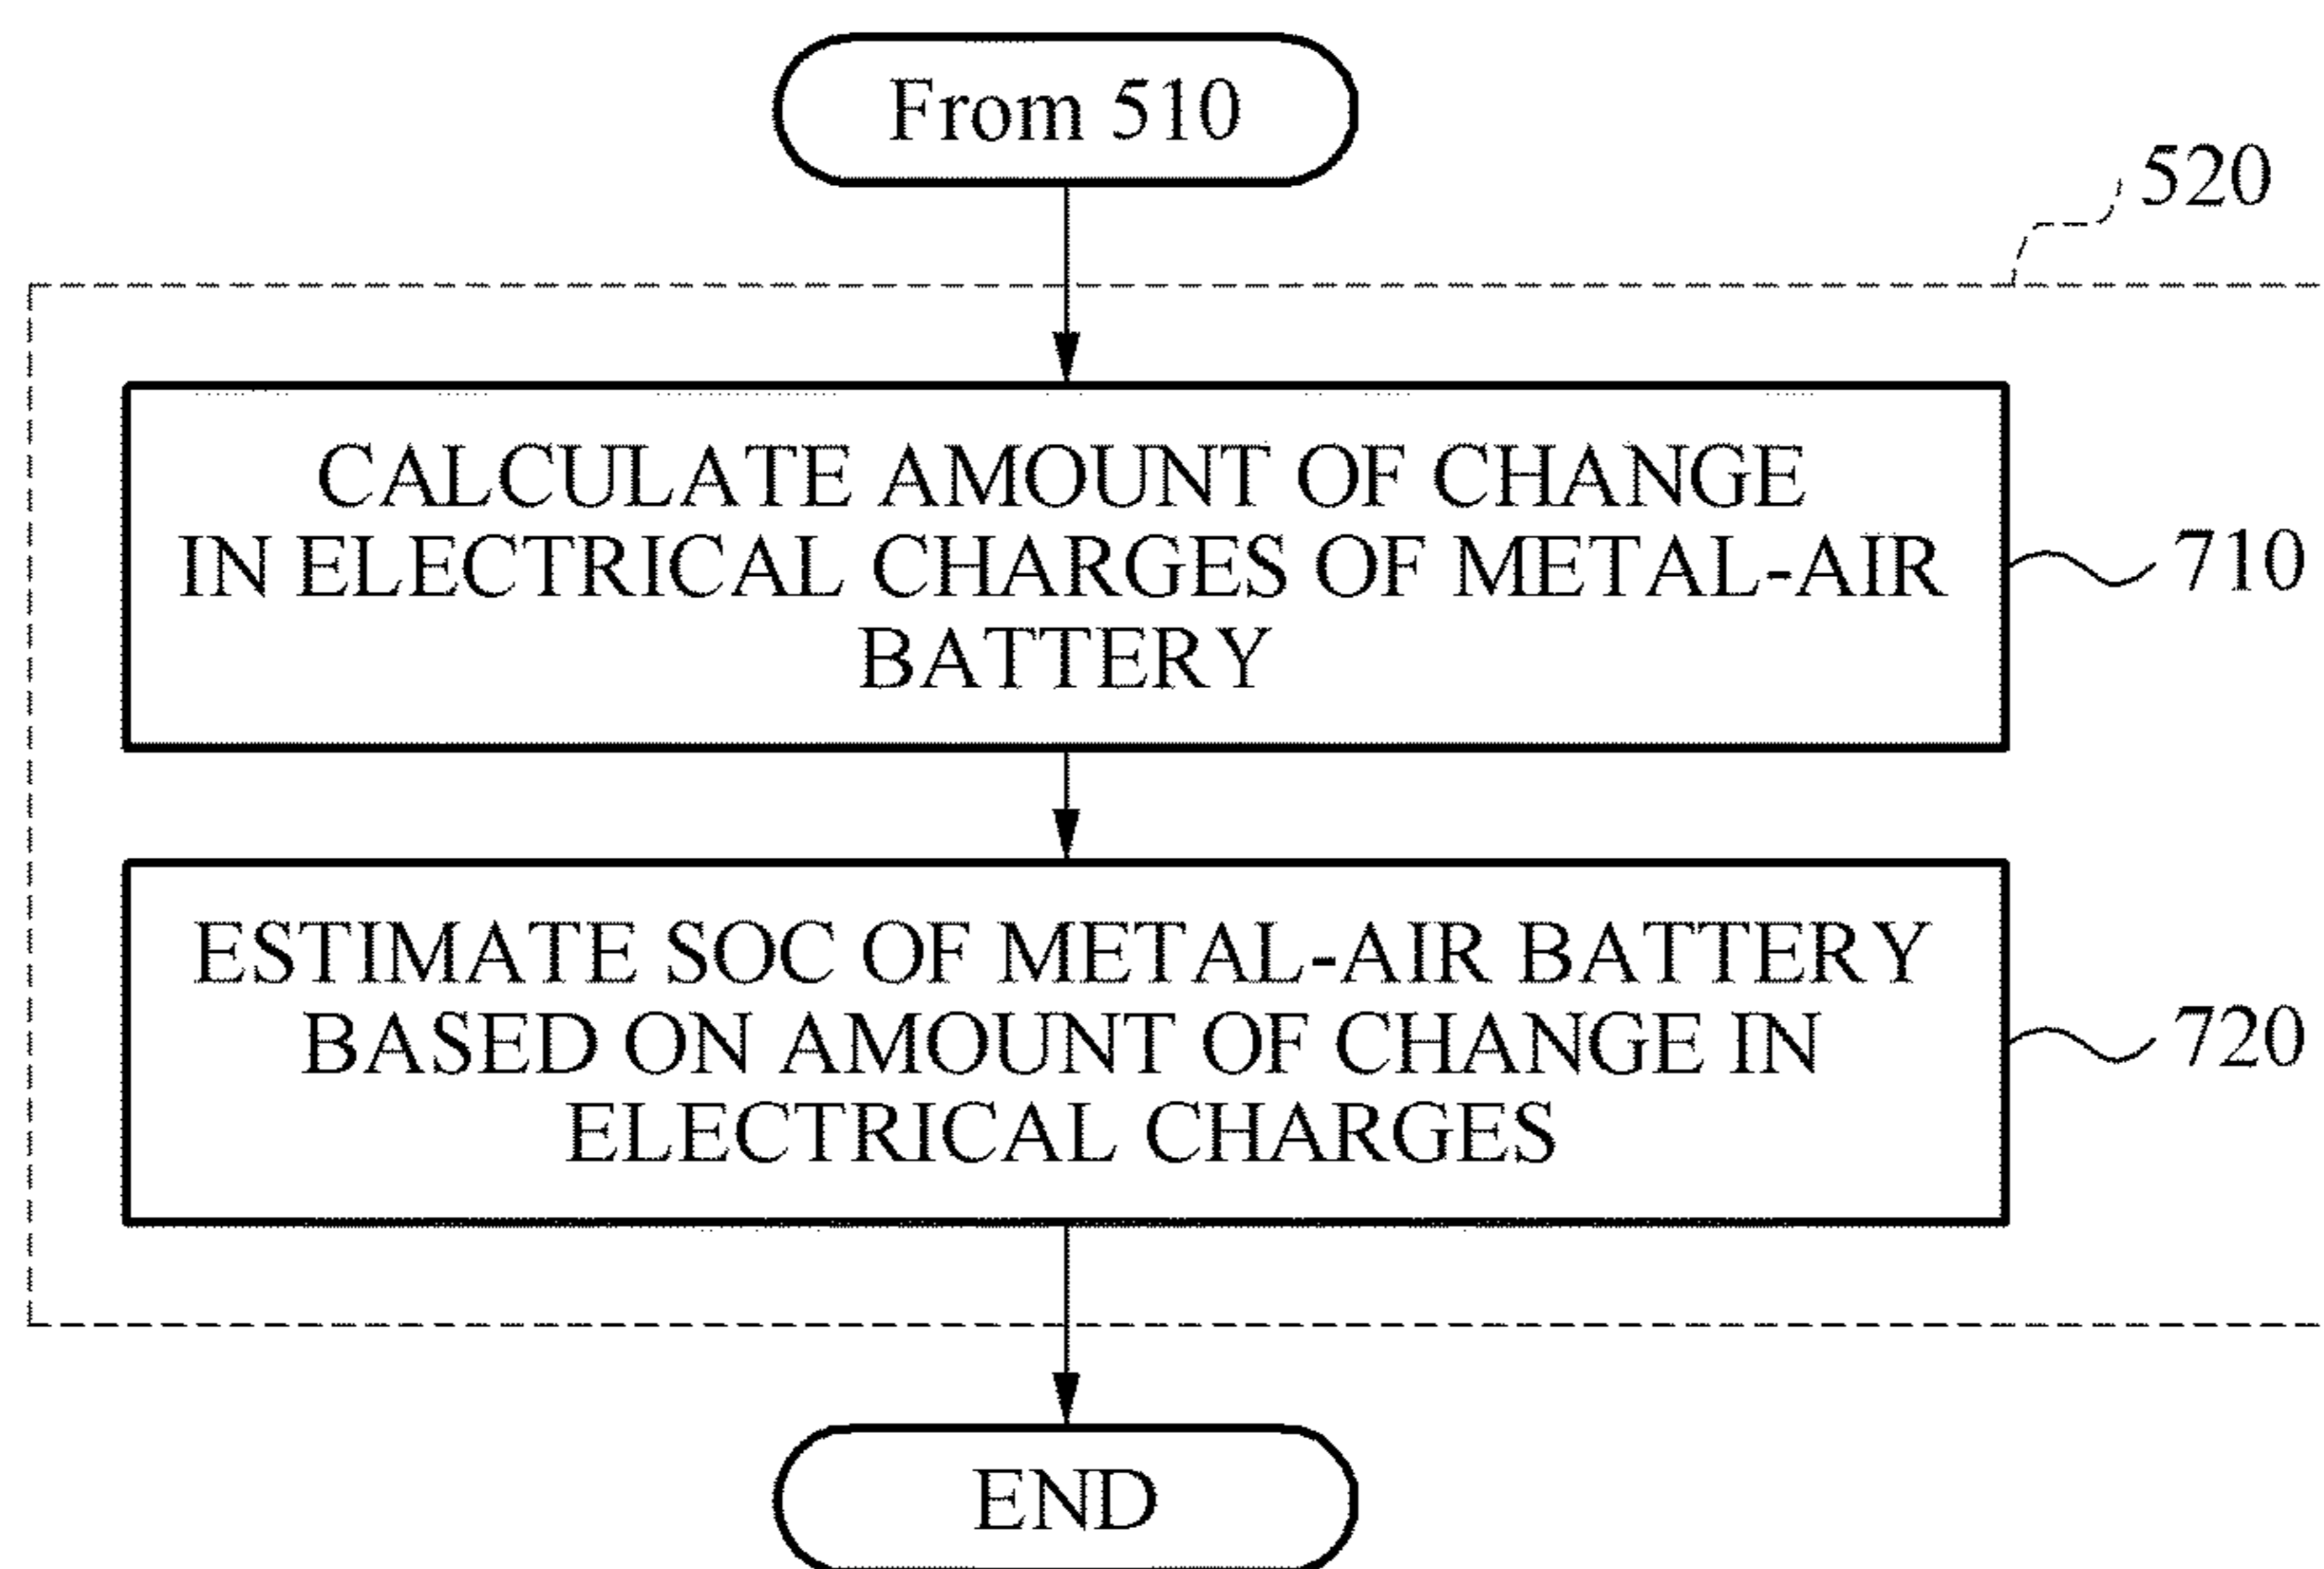 From 510
520
CALCULATE AMOUNT OF CHANGE
IN ELECTRICAL CHARGES OF METAL-AIR
BATTERY
710
ESTIMATE SOC OF METAL-AIR BATTERY
BASED ON AMOUNT OF CHANGE IN
ELECTRICAL CHARGES
720
END